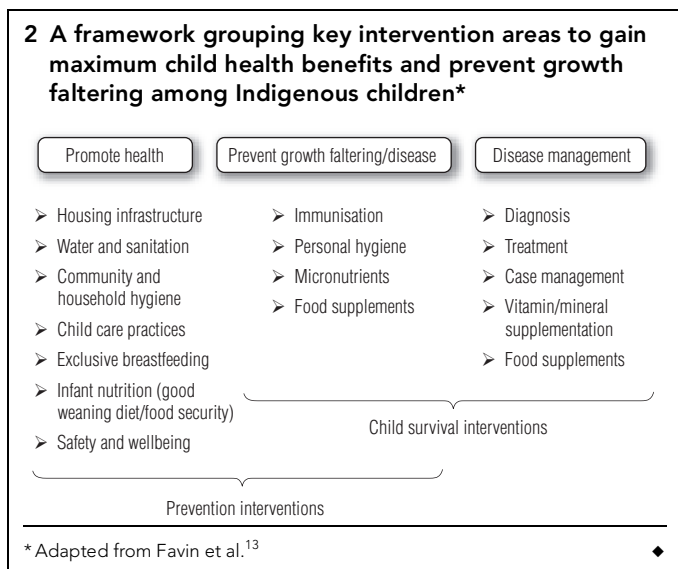 2 A framework grouping key intervention areas to gain
maximum child health benefits and prevent growth
faltering among Indigenous children*
Promote health
Prevent growth faltering/disease
Disease management
➤ Housing infrastructure
➤ Water and sanitation
➤ Community and
household hygiene
➤ Child care practices
➤ Exclusive breastfeeding
➤ Infant nutrition (good
weaning diet/food security)
➤ Safety and wellbeing
➤ Immunisation
➤ Personal hygiene
➤ Micronutrients
➤ Food supplements
➤ Diagnosis
➤ Treatment
➤ Case management
➤ Vitamin/mineral
supplementation
➤ Food supplements
Child survival interventions
Prevention interventions
*Adapted from Favin et al.13 ◆